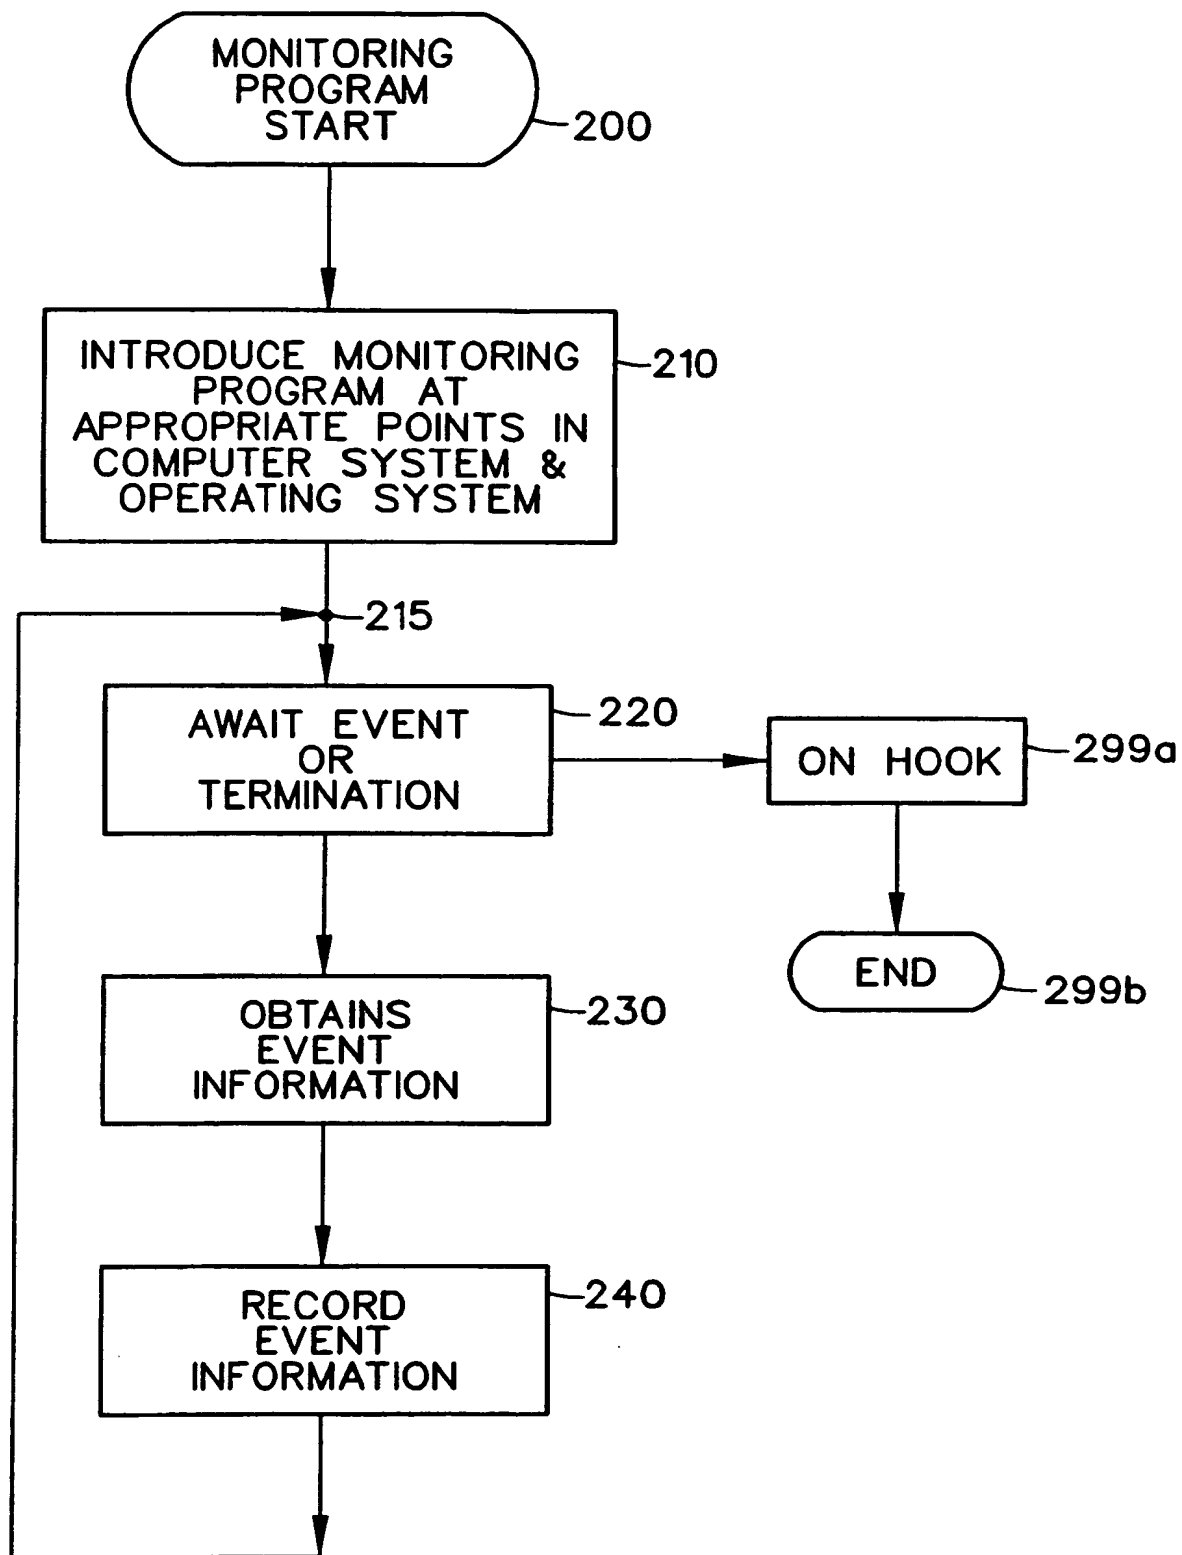 MONITORING
PROGRAM
START
200
INTRODUCE MONITORING
PROGRAM AT
APPROPRIATE POINTS IN
COMPUTER SYSTEM &
OPERATING SYSTEM
210
215
AWAIT EVENT
OR
TERMINATION
220
ON HOOK
299a
END
299b
OBTAINS
EVENT
INFORMATION
230
RECORD
EVENT
INFORMATION
240